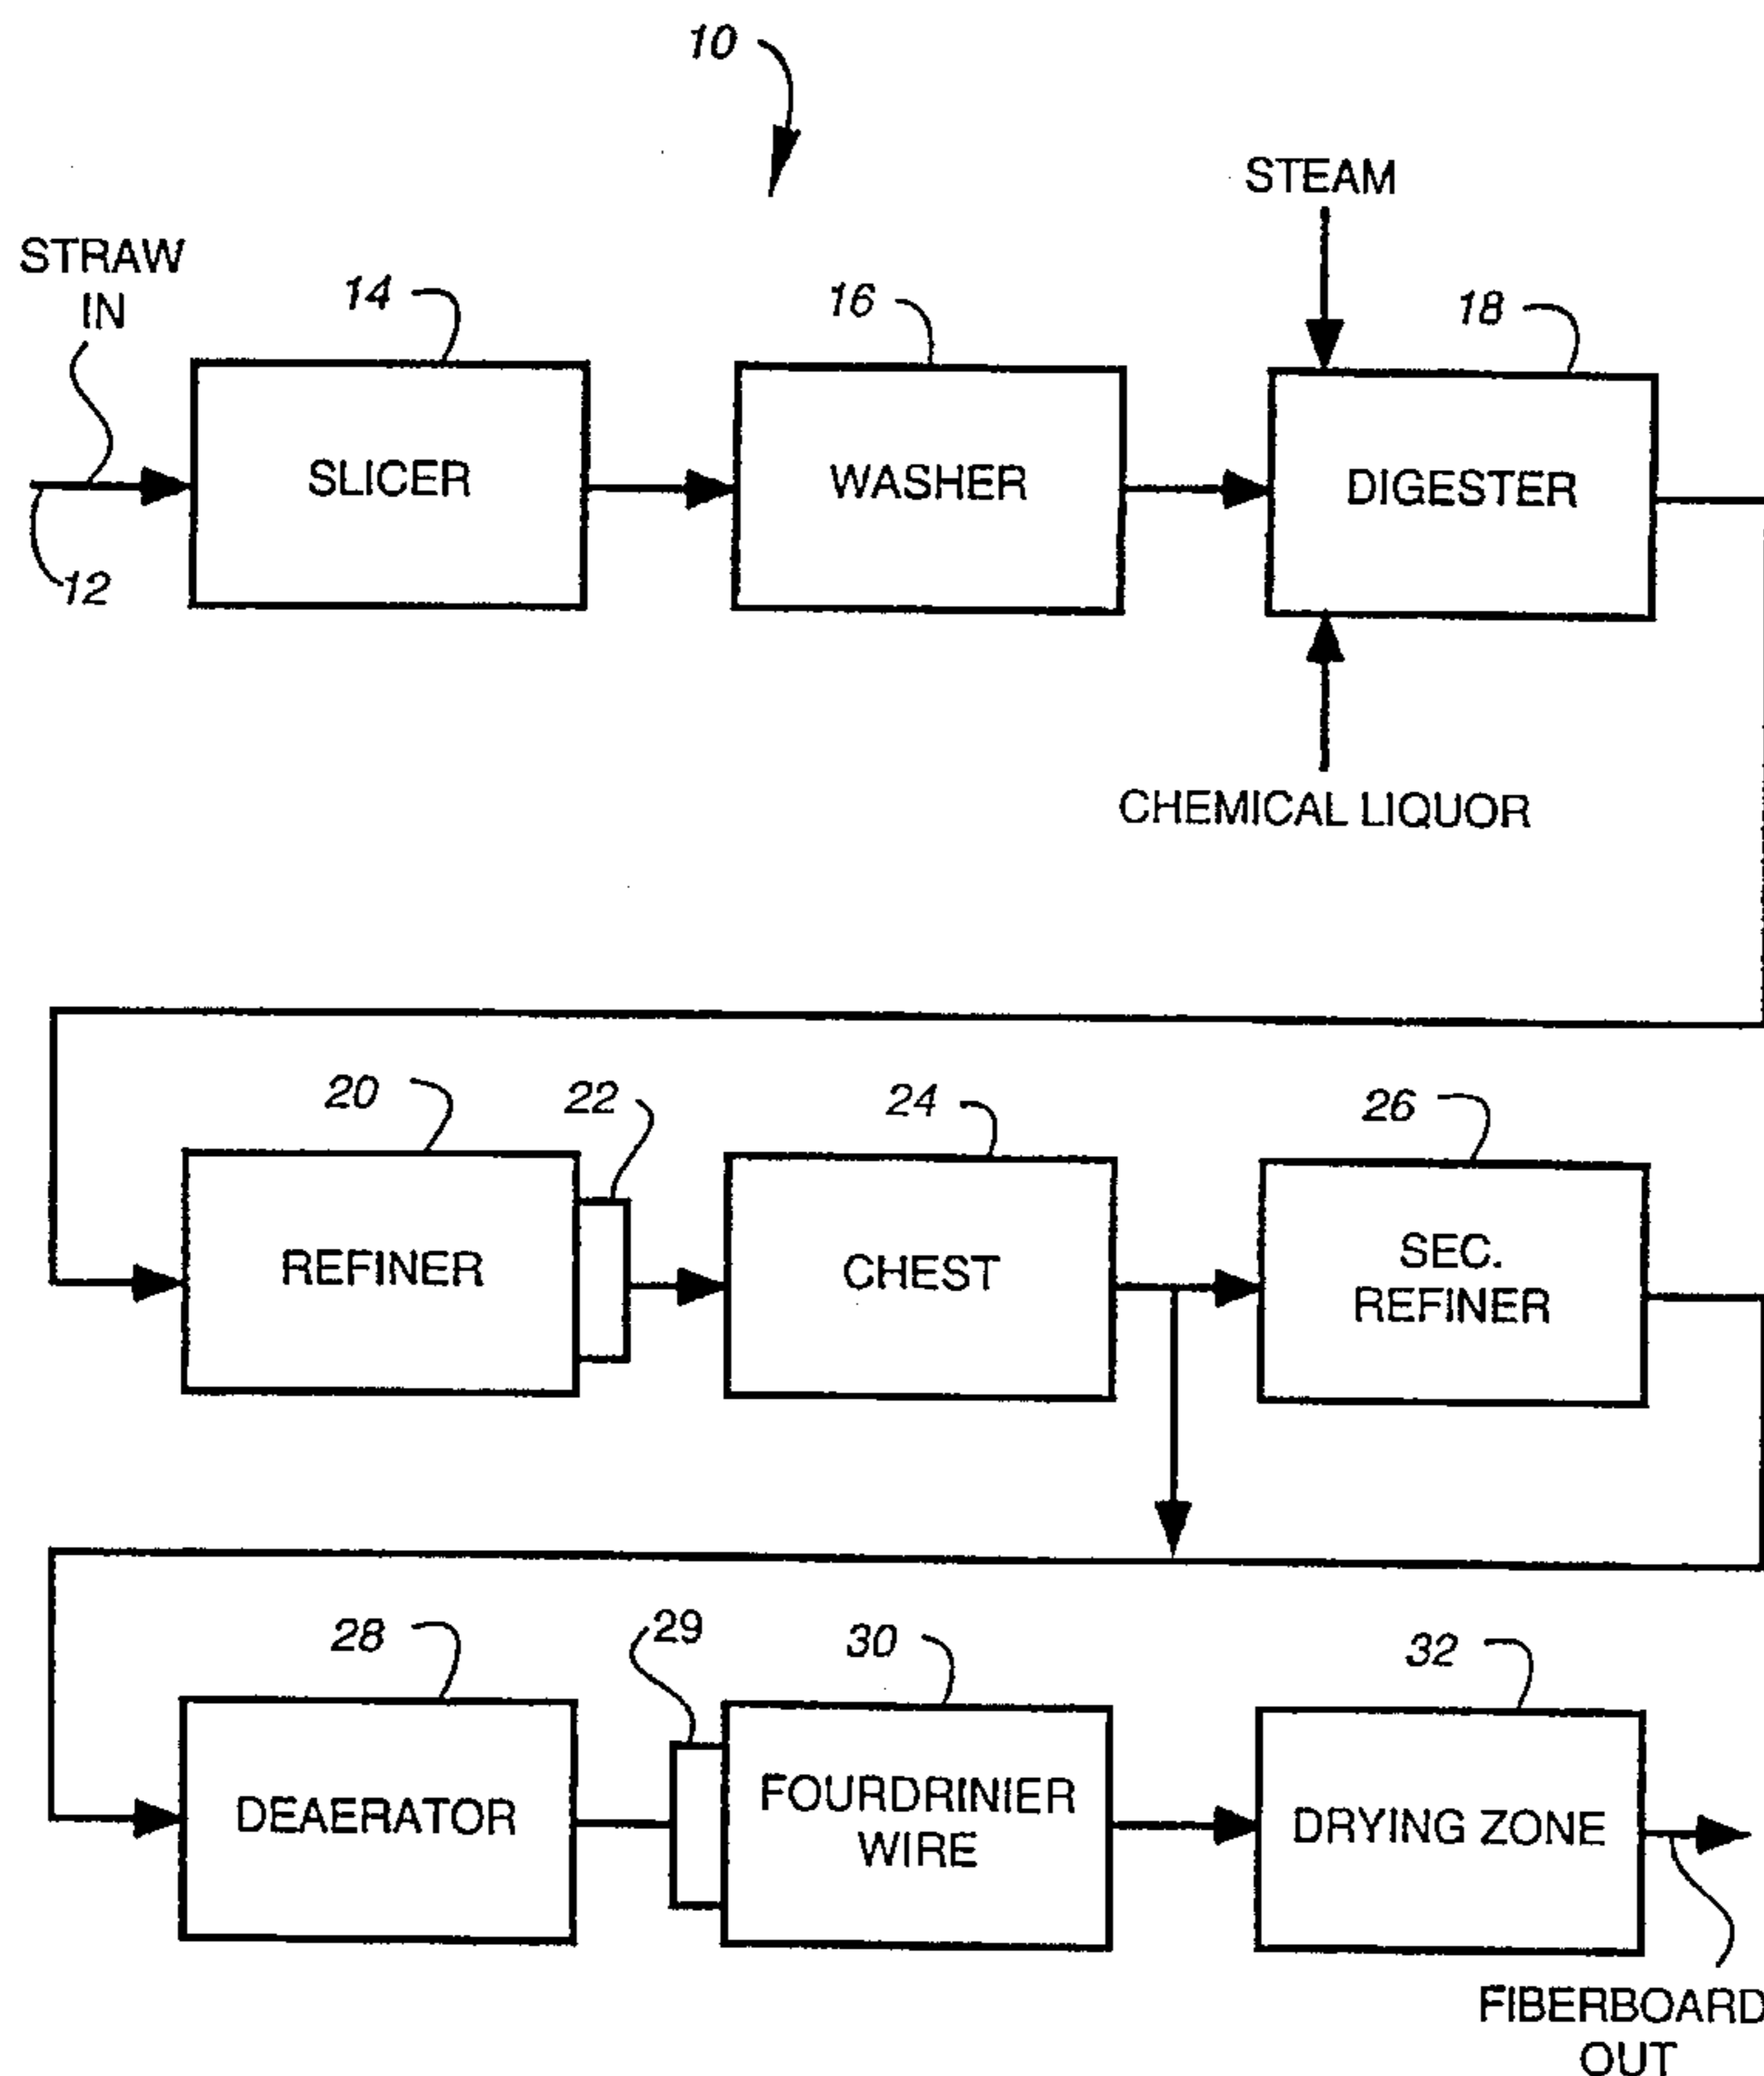 10
STEAM
STRAW
IN
14
16
18
SLICER
WASHER
DIGESTER
12
CHEMICAL LIQUOR
20
22
24
26
REFINER
CHEST
SEC.
REFINER
28
29
30
32
DEAERATOR
FOURDRINIER
WIRE
DRYING ZONE
FIBERBOARD
OUT